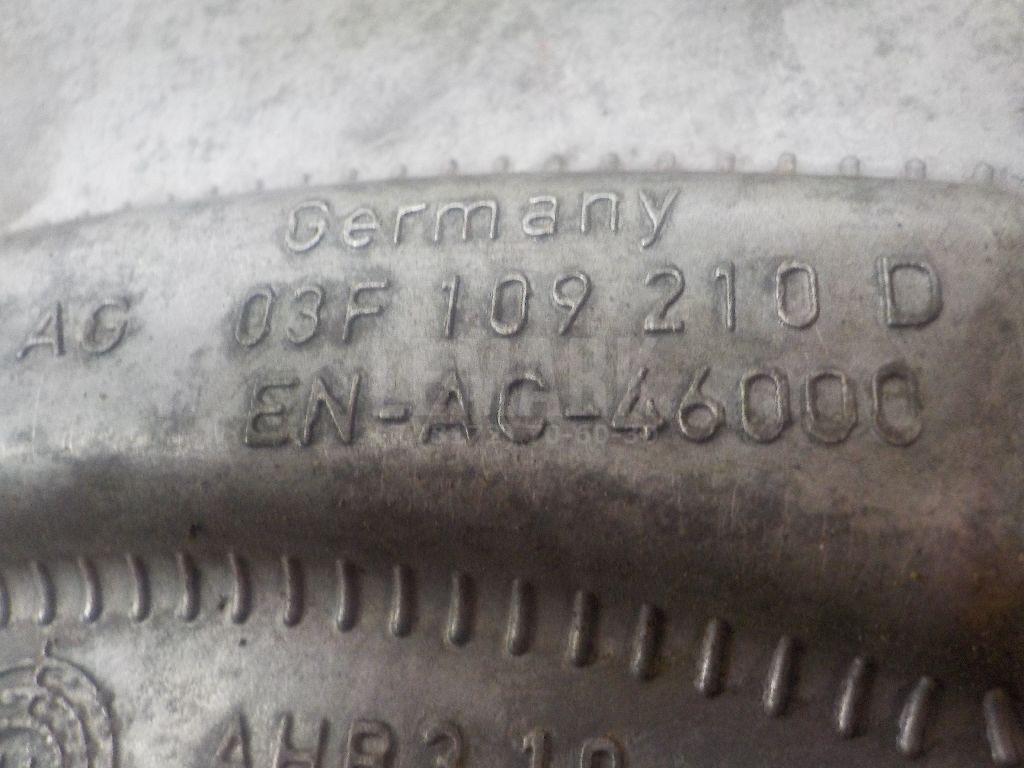 Germany
AG 03F 109 210 D
EN-AC-46000